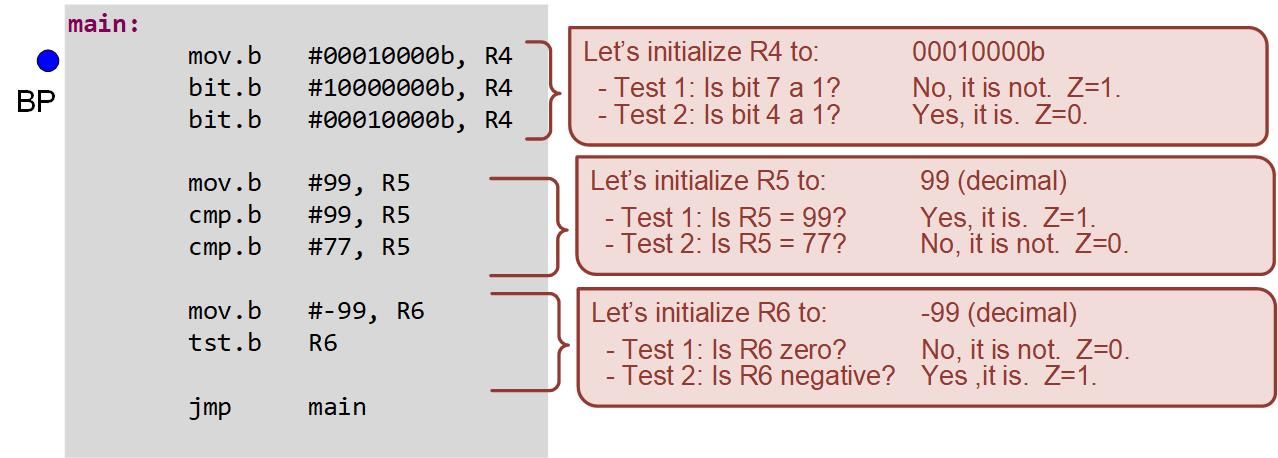 main:
mov.b #00010000b, R4
bit.b #10000000b, R4
bit.b #00010000b, R4
BP
Let's initialize R4 to: 00010000b
- Test 1: Is bit 7 a 1? No, it is not. Z=1.
- Test 2: Is bit 4 a 1? Yes, it is. Z=0.
mov.b #99, R5
cmp.b #99, R5
cmp.b #77, R5
Let's initialize R5 to: 99 (decimal)
- Test 1: Is R5 = 99? Yes, it is. Z=1.
- Test 2: Is R5 = 77? No, it is not. Z=0.
mov.b #-99, R6
tst.b R6
Let's initialize R6 to: -99 (decimal)
- Test 1: Is R6 zero? No, it is not. Z=0.
- Test 2: Is R6 negative? Yes ,it is. Z=1.
jmp main